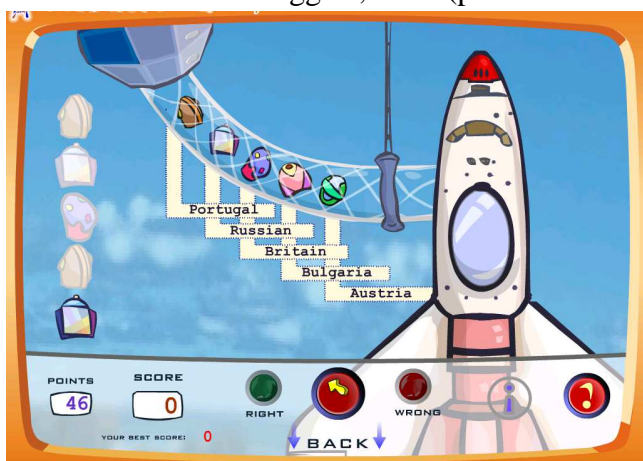 Portugal
Russian
Britain
Bulgaria
Austria
POINTS
46
SCORE
0
RIGHT
WRONG
i
?
YOUR BEST SCORE: 0
BACK